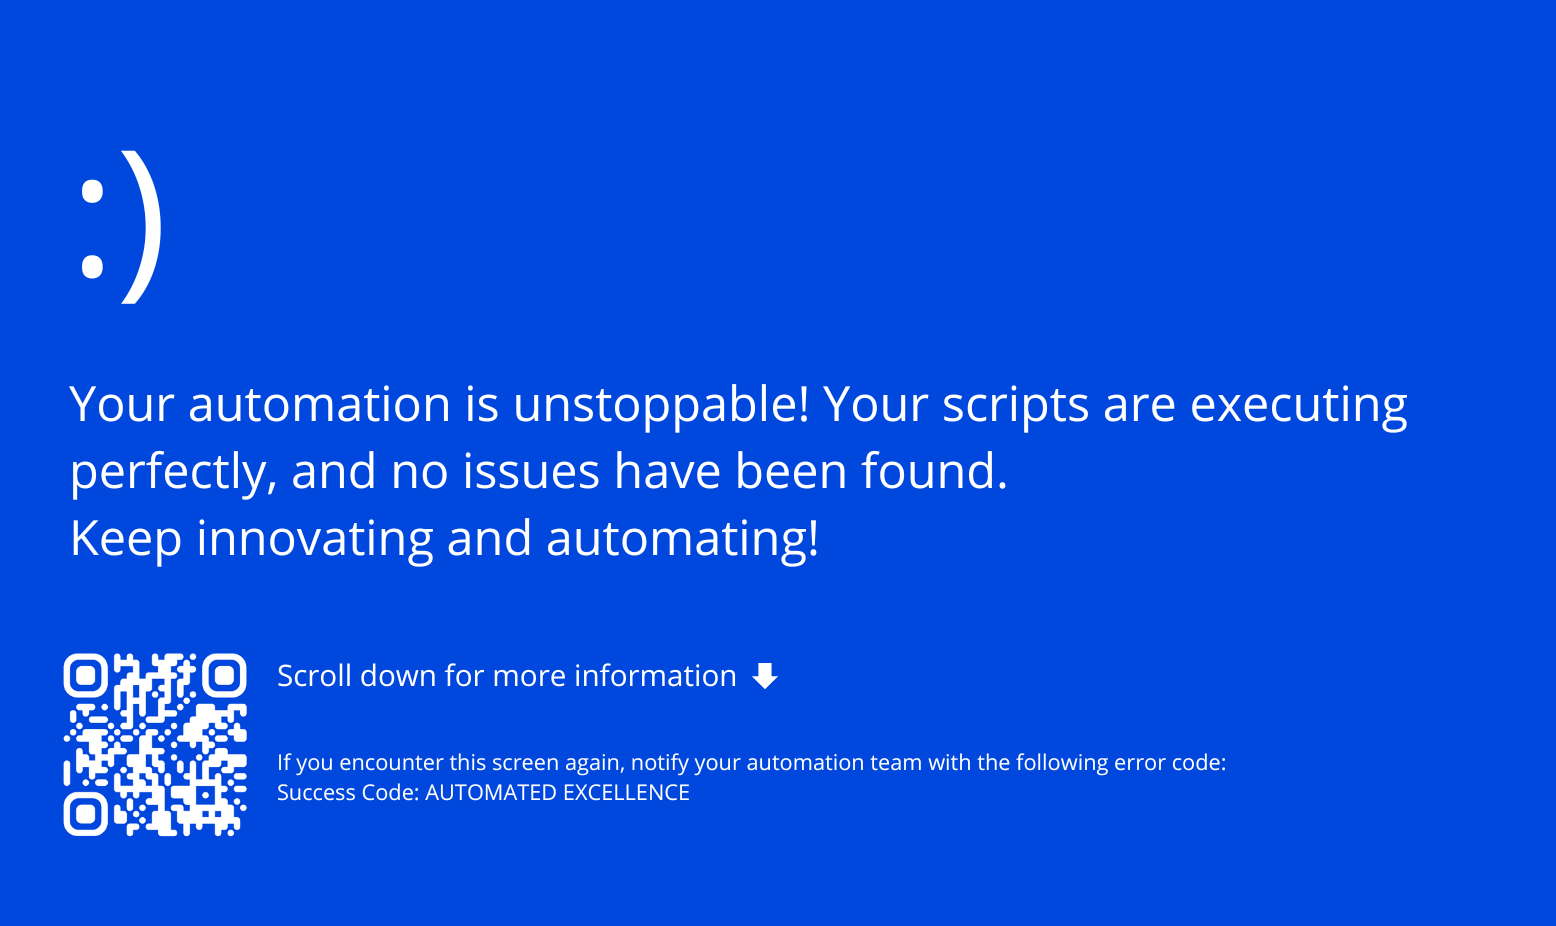 :)
Your automation is unstoppable! Your scripts are executing
perfectly, and no issues have been found.
Keep innovating and automating!
Scroll down for more information
If you encounter this screen again, notify your automation team with the following error code:
Success Code: AUTOMATED EXCELLENCE